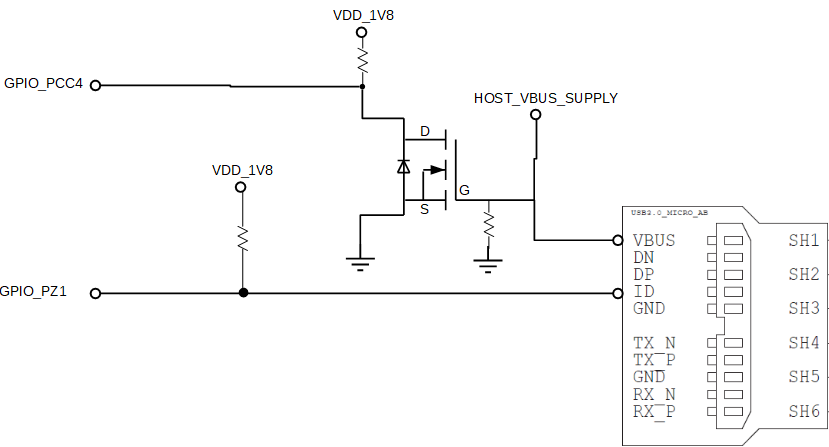 VDD_1V8
GPIO_PCC4
HOST_VBUS_SUPPLY
D
VDD_1V8
G
S
USB2.0_MICRO_AB
VBUS SH1
DN
DP SH2
GPIO_PZ1 ID
GND SH3
TX_N SH4
TX_P
GND SH5
RX_N
RX_P SH6